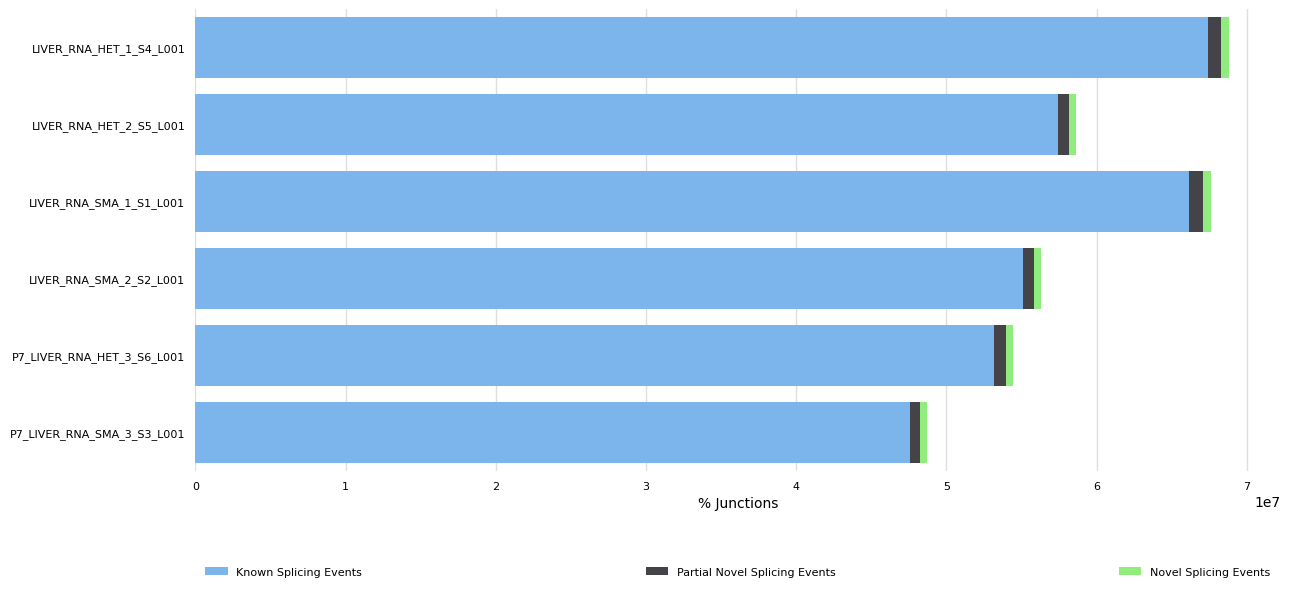 LIVER_RNA_HET_1_S4_L001
LIVER_RNA_HET_2_S5_L001
LIVER_RNA_SMA_1_S1_L001
LIVER_RNA_SMA_2_S2_L001
P7_LIVER_RNA_HET_3_S6_L001
P7_LIVER_RNA_SMA_3_S3_L001
0 1 2 3 4 5 6 7
% Junctions 1e7
Known Splicing Events Partial Novel Splicing Events Novel Splicing Events